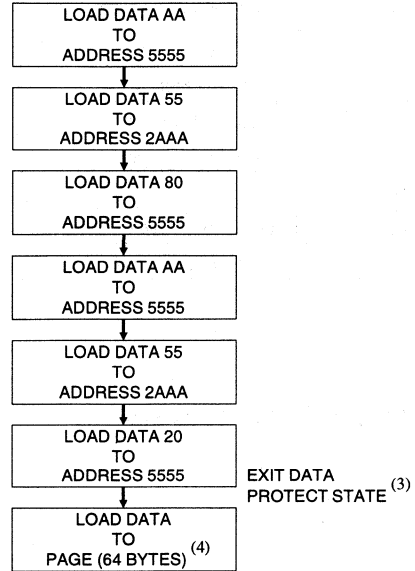 LOAD DATA AA
TO
ADDRESS 5555
LOAD DATA 55
TO
ADDRESS 2AAA
LOAD DATA 80
TO
ADDRESS 5555
LOAD DATA AA
TO
ADDRESS 5555
LOAD DATA 55
TO
ADDRESS 2AAA
LOAD DATA 20
TO
ADDRESS 5555
EXIT DATA
PROTECT STATE (3)
LOAD DATA
TO
PAGE (64 BYTES) (4)